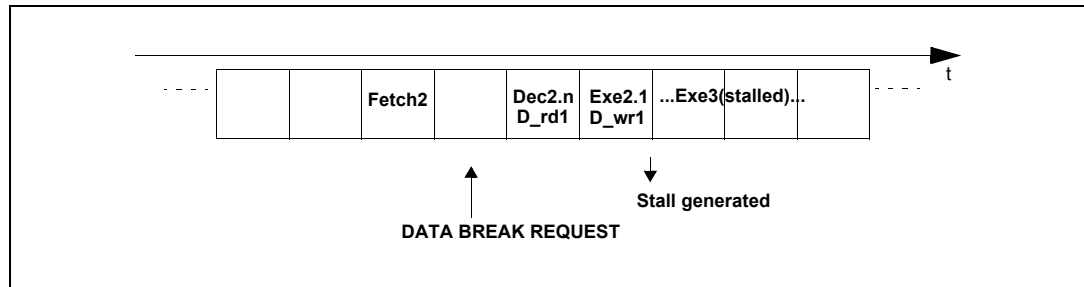 t
Fetch2
Dec2.n
D_rd1
Exe2.1
D_wr1
...Exe3(stalled)...
Stall generated
DATA BREAK REQUEST